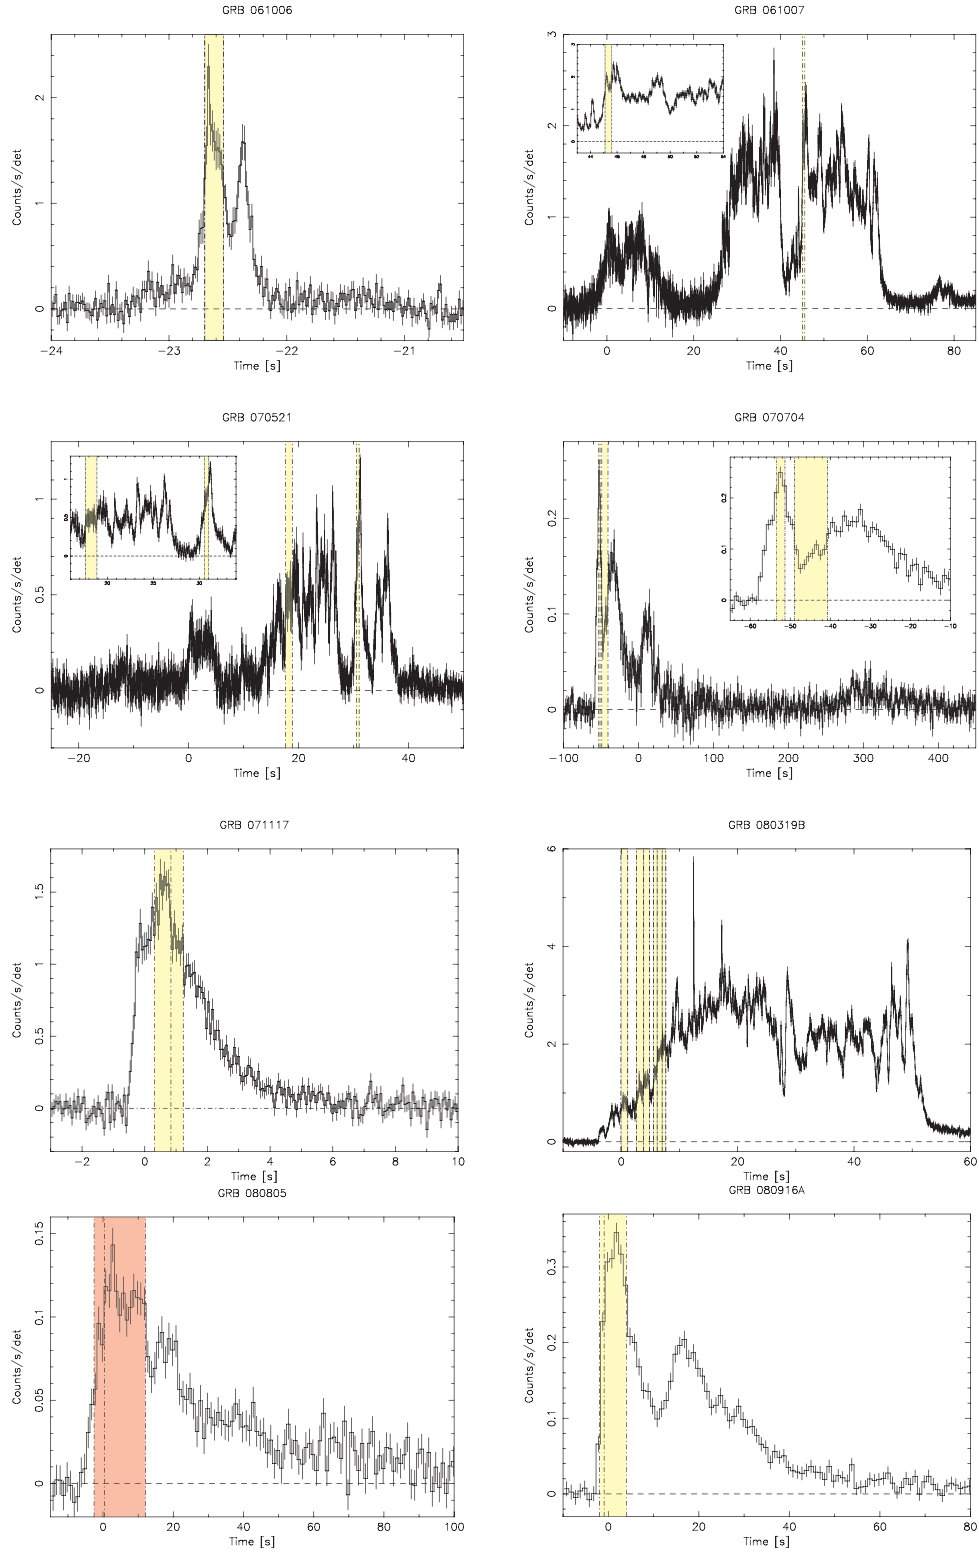 GRB 061006
Counts/s/det
0 1 2
−24 −23 −22 −21
Time [s]
GRB 061007
Counts/s/det
0 1 2 3
0 20 40 60 80
Time [s]
GRB 070521
Counts/s/det
0 0.5 1
−20 0 20 40
Time [s]
GRB 070704
Counts/s/det
0 0.1 0.2
0 0.1 0.2
−60 −50 −40 −30 −20 −10
−100 0 100 200 300 400
Time [s]
GRB 071117
Counts/s/det
0 0.5 1 1.5
−2 0 2 4 6 8 10
Time [s]
GRB 080319B
Counts/s/det
0 2 4 6
0 20 40 60
Time [s]
GRB 080805
Counts/s/det
0 0.05 0.1 0.15
0 20 40 60 80 100
Time [s]
GRB 080916A
Counts/s/det
0 0.1 0.2 0.3
0 20 40 60 80
Time [s]